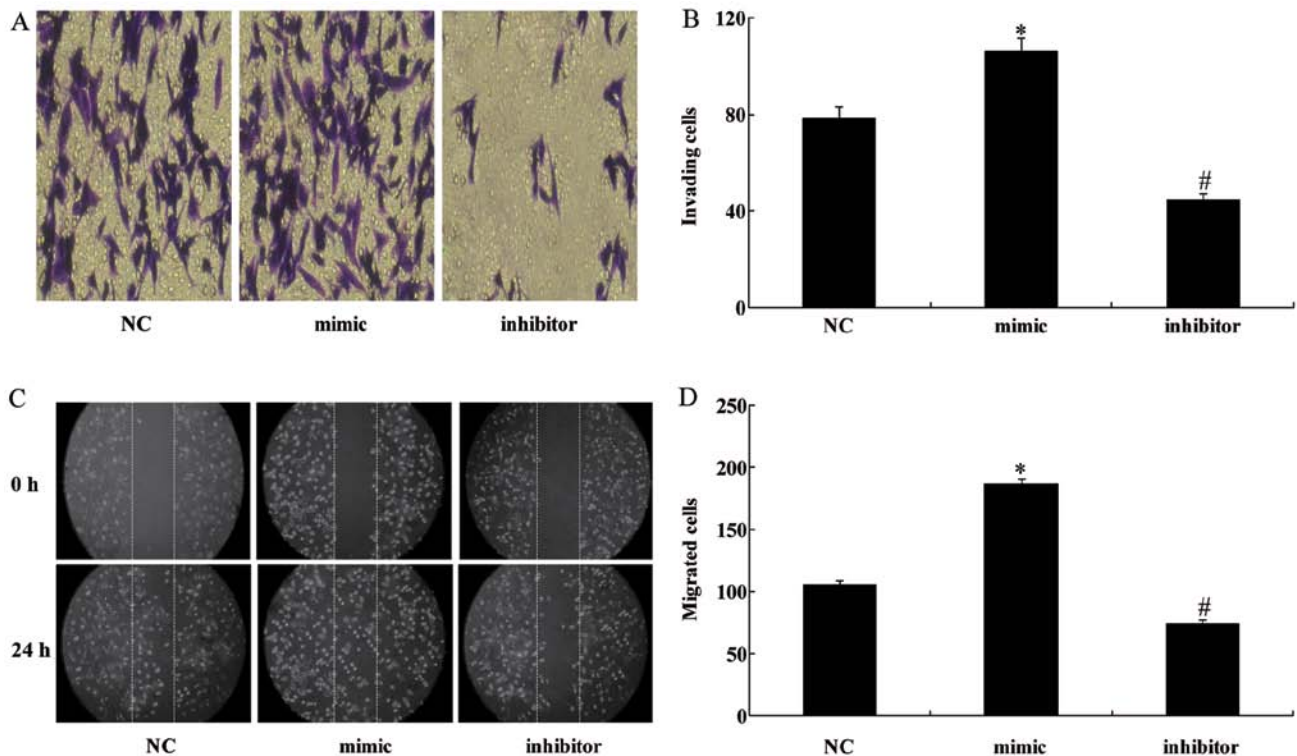 A
NC
mimic
inhibitor
B
Invading cells
120
80
40
0
*
#
NC
mimic
inhibitor
C
0 h
24 h
NC
mimic
inhibitor
D
Migrated cells
250
200
150
100
50
0
*
#
NC
mimic
inhibitor